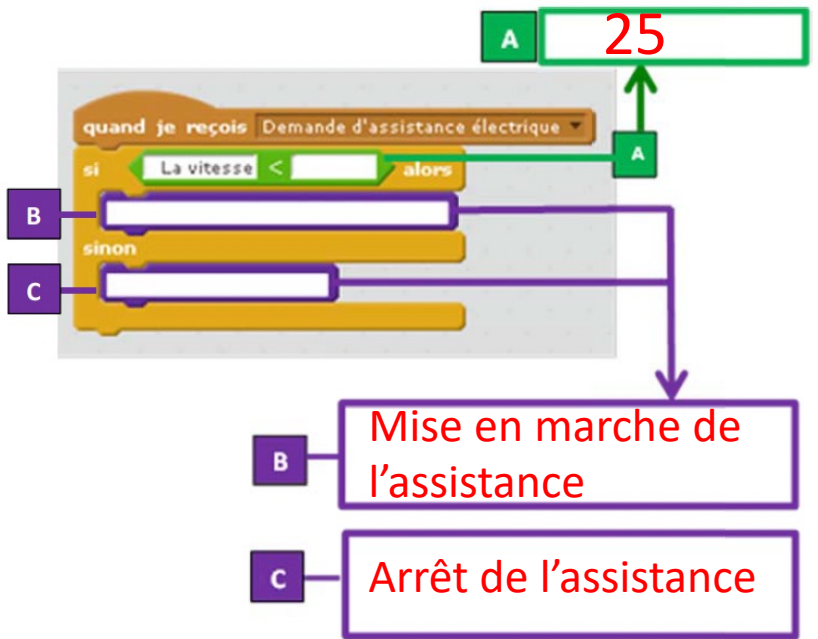 A 25
quand je reçois Demande d'assistance électrique
si La vitesse < alors
A
B
sinon
C
B Mise en marche de
l'assistance
C Arrêt de l'assistance